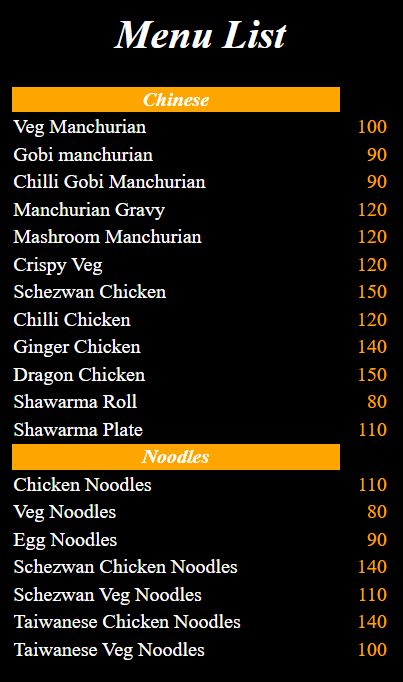 Menu List
Chinese
Veg Manchurian 100
Gobi manchurian 90
Chilli Gobi Manchurian 90
Manchurian Gravy 120
Mashroom Manchurian 120
Crispy Veg 120
Schezwan Chicken 150
Chilli Chicken 120
Ginger Chicken 140
Dragon Chicken 150
Shawarma Roll 80
Shawarma Plate 110
Noodles
Chicken Noodles 110
Veg Noodles 80
Egg Noodles 90
Schezwan Chicken Noodles 140
Schezwan Veg Noodles 110
Taiwanese Chicken Noodles 140
Taiwanese Veg Noodles 100